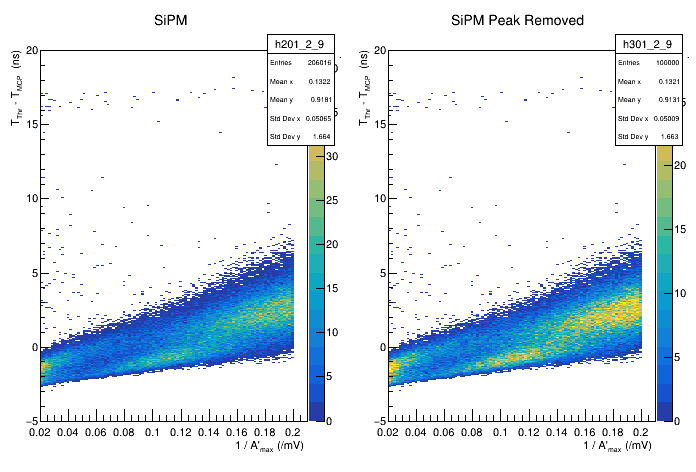 SiPM
h201_2_9
Entries 206016
Mean x 0.1322
Mean y 0.9181
Std Dev x 0.05065
Std Dev y 1.664
T_Thr - T_MCP (ns)
20
15
10
5
0
−5
30
25
20
15
10
5
0
0.02 0.04 0.06 0.08 0.1 0.12 0.14 0.16 0.18 0.2
1 / A'_max (/mV)
SiPM Peak Removed
h301_2_9
Entries 100000
Mean x 0.1321
Mean y 0.9131
Std Dev x 0.05009
Std Dev y 1.663
T_Thr - T_MCP (ns)
20
15
10
5
0
−5
20
15
10
5
0
0.02 0.04 0.06 0.08 0.1 0.12 0.14 0.16 0.18 0.2
1 / A'_max (/mV)